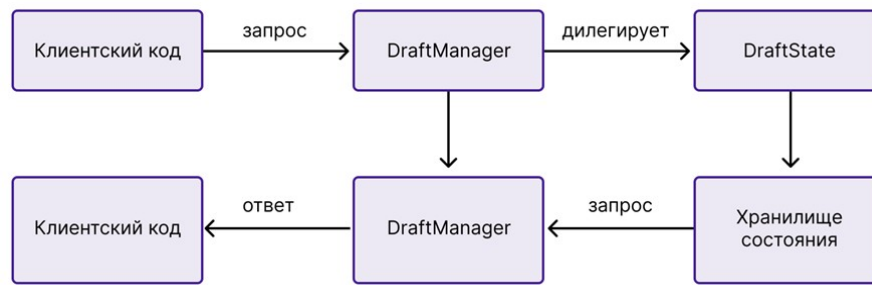 запрос
дилегирует
Клиентский код
DraftManager
DraftState
ответ
запрос
Клиентский код
DraftManager
Хранилище
состояния